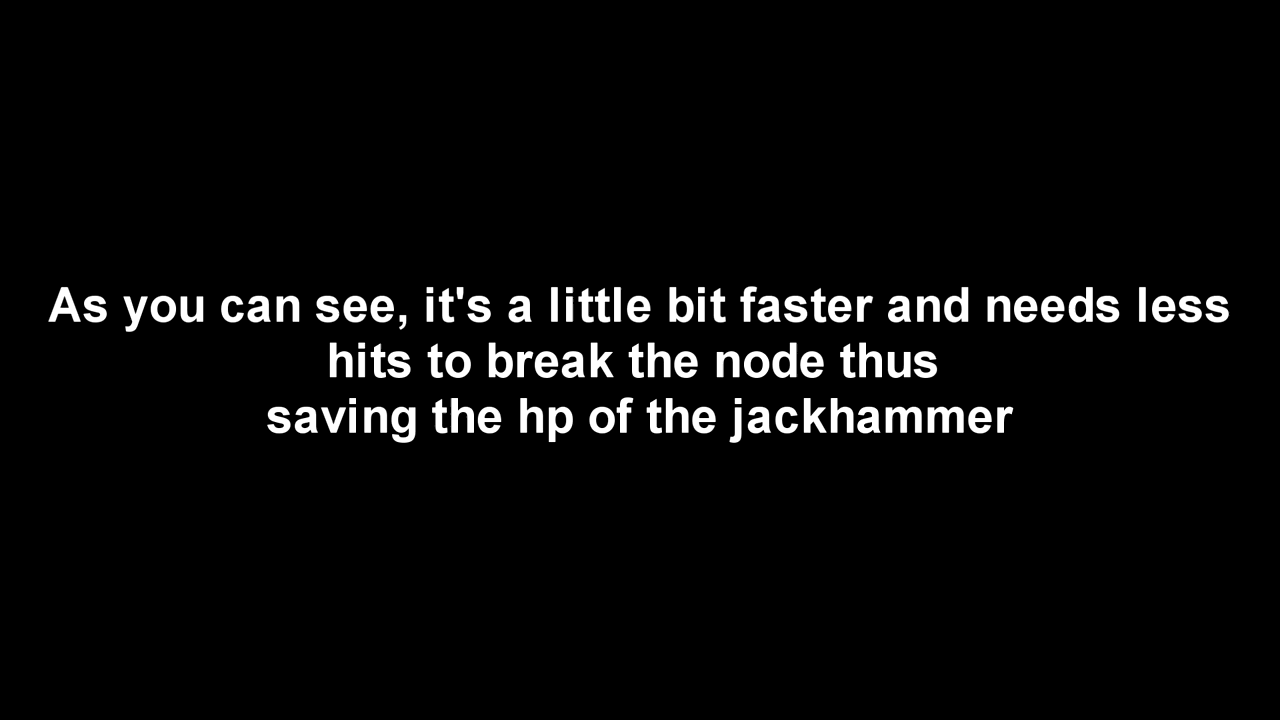 As you can see, it's a little bit faster and needs less
hits to break the node thus
saving the hp of the jackhammer